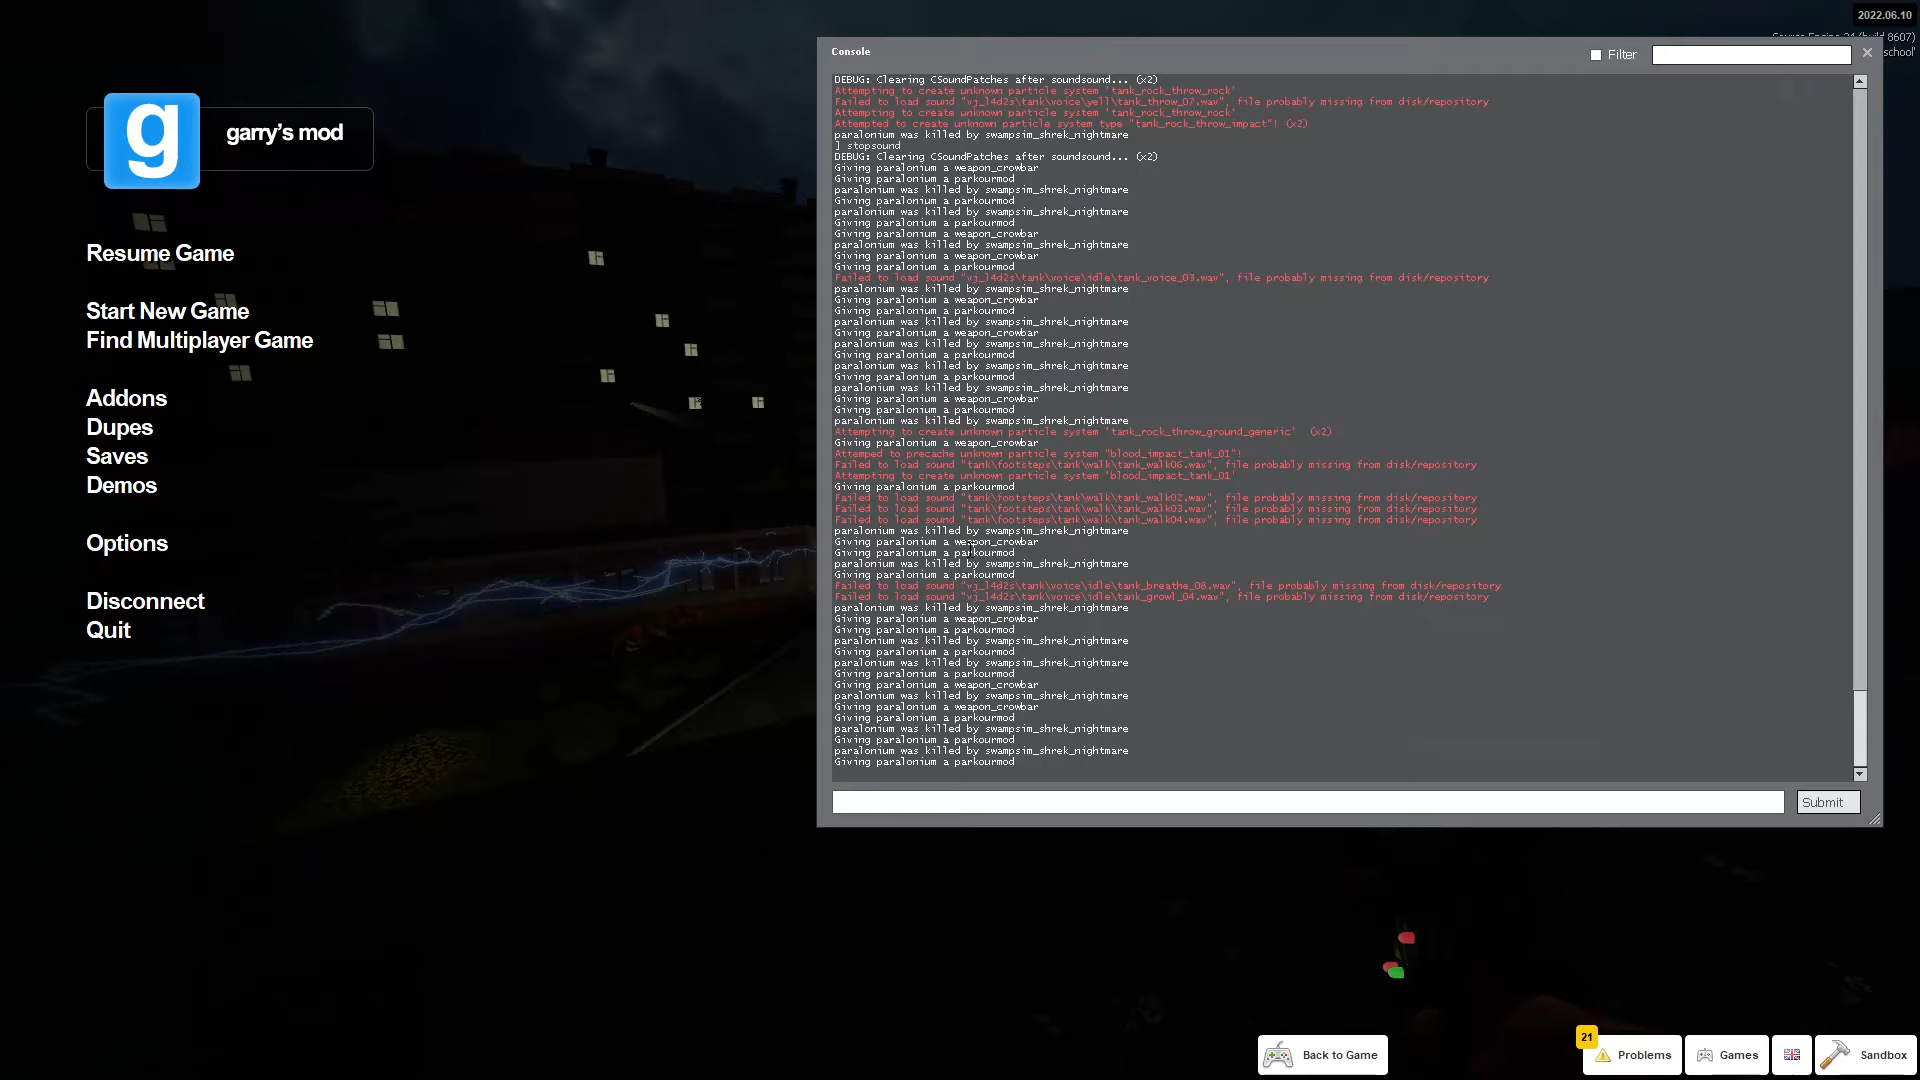 2022.06.10
8607)
school'
g
garry's mod
Resume Game
Start New Game
Find Multiplayer Game
Addons
Dupes
Saves
Demos
Options
Disconnect
Quit
Console
Filter
DEBUG: Clearing CSoundPatches after soundsound... (x2)
Attempting to create unknown particle system 'tank_rock_throw_rock'
Failed to load sound "vj_l4d2s\tank\voice\yell\tank_throw_07.wav", file probably missing from disk/repository
Attempting to create unknown particle system 'tank_rock_throw_rock'
Attempted to create unknown particle system type "tank_rock_throw_impact"! (x2)
paralonium was killed by swampsim_shrek_nightmare
] stopsound
DEBUG: Clearing CSoundPatches after soundsound... (x2)
Giving paralonium a weapon_crowbar
Giving paralonium a parkourmod
paralonium was killed by swampsim_shrek_nightmare
Giving paralonium a parkourmod
paralonium was killed by swampsim_shrek_nightmare
Giving paralonium a parkourmod
Giving paralonium a weapon_crowbar
paralonium was killed by swampsim_shrek_nightmare
Giving paralonium a weapon_crowbar
Giving paralonium a parkourmod
Failed to load sound "vj_l4d2s\tank\voice\idle\tank_voice_03.wav", file probably missing from disk/repository
paralonium was killed by swampsim_shrek_nightmare
Giving paralonium a weapon_crowbar
Giving paralonium a parkourmod
paralonium was killed by swampsim_shrek_nightmare
Giving paralonium a weapon_crowbar
paralonium was killed by swampsim_shrek_nightmare
Giving paralonium a parkourmod
paralonium was killed by swampsim_shrek_nightmare
Giving paralonium a parkourmod
paralonium was killed by swampsim_shrek_nightmare
Giving paralonium a weapon_crowbar
Giving paralonium a parkourmod
paralonium was killed by swampsim_shrek_nightmare
Attempting to create unknown particle system 'tank_rock_throw_ground_generic' (x2)
Giving paralonium a weapon_crowbar
Attemped to precache unknown particle system "blood_impact_tank_01"!
Failed to load sound "tank\footsteps\tank\walk\tank_walk06.wav", file probably missing from disk/repository
Attempting to create unknown particle system 'blood_impact_tank_01'
Giving paralonium a parkourmod
Failed to load sound "tank\footsteps\tank\walk\tank_walk02.wav", file probably missing from disk/repository
Failed to load sound "tank\footsteps\tank\walk\tank_walk03.wav", file probably missing from disk/repository
Failed to load sound "tank\footsteps\tank\walk\tank_walk04.wav", file probably missing from disk/repository
paralonium was killed by swampsim_shrek_nightmare
Giving paralonium a weapon_crowbar
Giving paralonium a parkourmod
paralonium was killed by swampsim_shrek_nightmare
Giving paralonium a parkourmod
Failed to load sound "vj_l4d2s\tank\voice\idle\tank_breathe_08.wav", file probably missing from disk/repository
Failed to load sound "vj_l4d2s\tank\voice\idle\tank_growl_04.wav", file probably missing from disk/repository
paralonium was killed by swampsim_shrek_nightmare
Giving paralonium a weapon_crowbar
Giving paralonium a parkourmod
paralonium was killed by swampsim_shrek_nightmare
Giving paralonium a parkourmod
paralonium was killed by swampsim_shrek_nightmare
Giving paralonium a parkourmod
Giving paralonium a weapon_crowbar
paralonium was killed by swampsim_shrek_nightmare
Giving paralonium a weapon_crowbar
Giving paralonium a parkourmod
paralonium was killed by swampsim_shrek_nightmare
Giving paralonium a parkourmod
paralonium was killed by swampsim_shrek_nightmare
Giving paralonium a parkourmod
Submit
Back to Game
21
Problems
Games
Sandbox